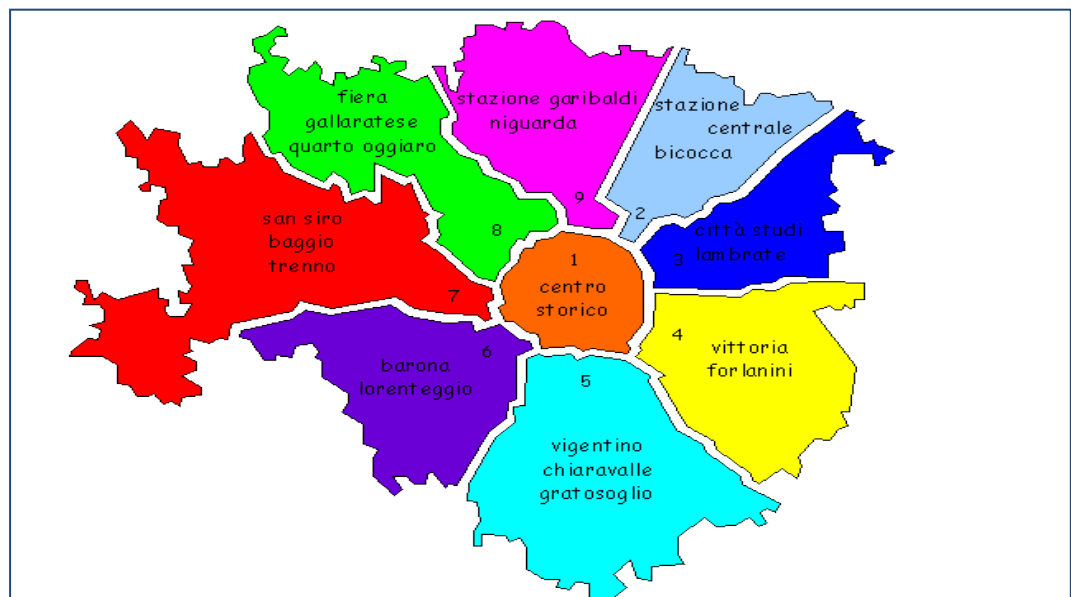 fiera
gallaratese
quarto oggiaro
8
stazione garibaldi
niguarda
9
stazione
centrale
bicocca
2
san siro
baggio
trenno
7
1
centro
storico
città studi
3 lambrate
4
vittoria
forlanini
6
barona
lorenteggio
5
vigentino
chiaravalle
gratosoglio